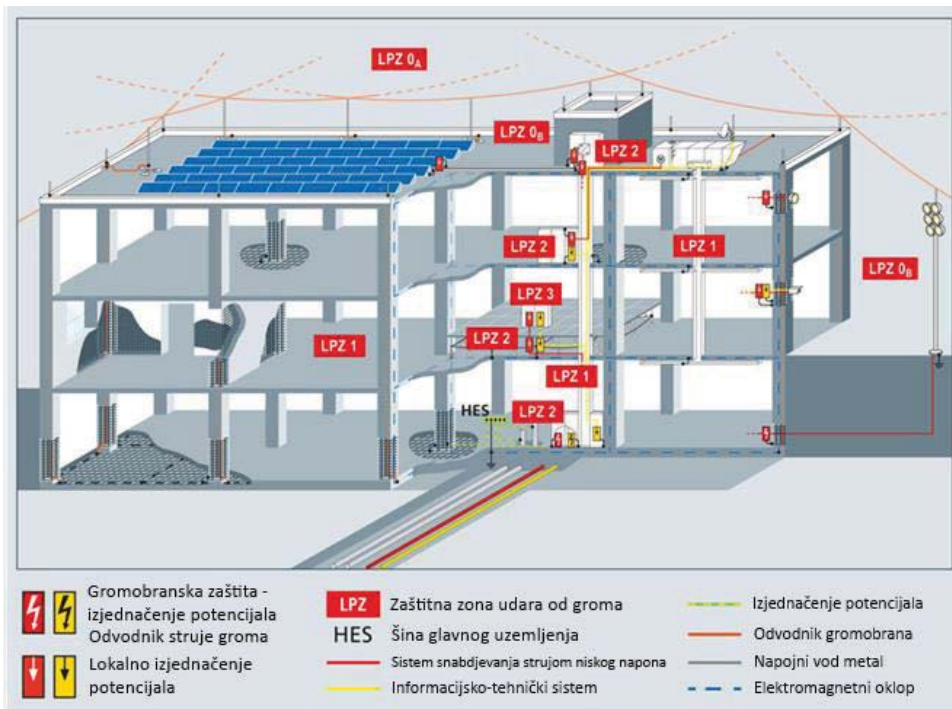 LPZ 0A
LPZ 0B
LPZ 2
LPZ 2
LPZ 1
LPZ 0B
LPZ 3
LPZ 1
LPZ 2
LPZ 1
HES
LPZ 2
Gromobranska zaštita -
izjednačenje potencijala
Odvodnik struje groma
Lokalno izjednačenje
potencijala
LPZ Zaštitna zona udara od groma
HES Šina glavnog uzemljenja
Sistem snabdjevanja strujom niskog napona
Informacijsko-tehnički sistem
Izjednačenje potencijala
Odvodnik gromobrana
Napojni vod metal
Elektromagnetni oklop